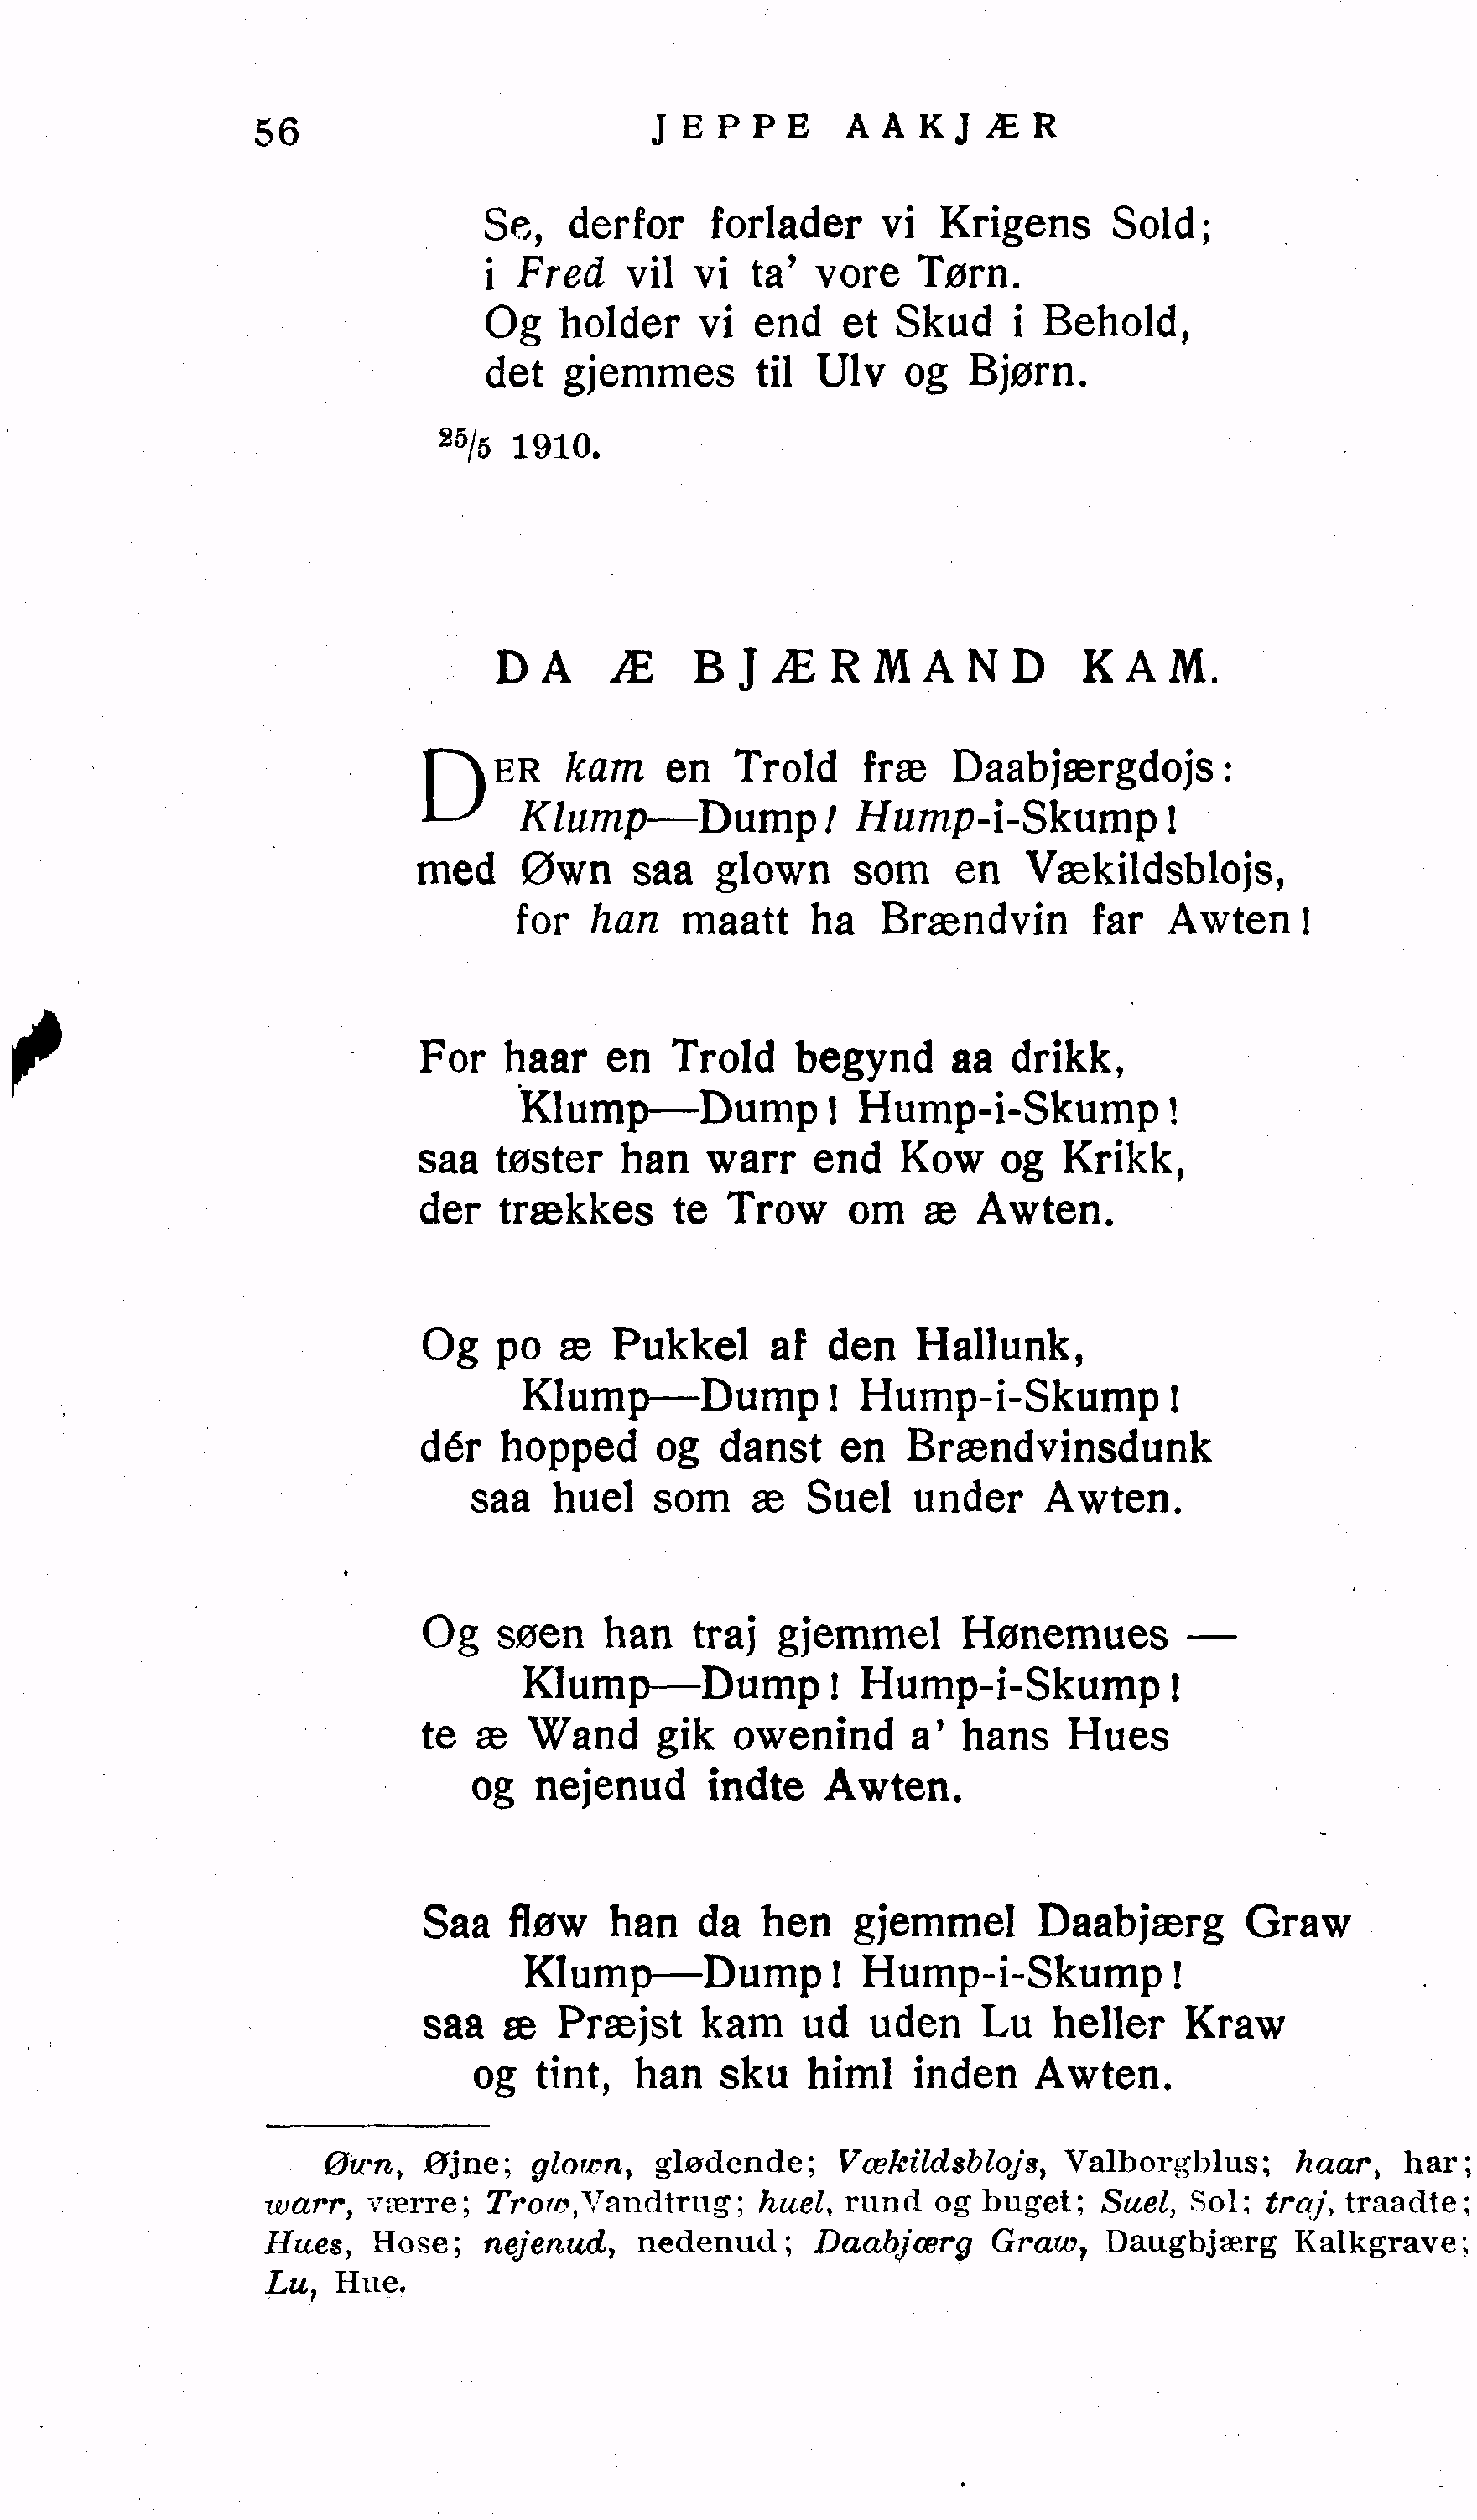 56 JEPPE AAKJÆR
Se, derfor forlader vi Krigens Sold;
i Fred vil vi ta' vore Tørn.
Og holder vi end et Skud i Behold,
det gjemmes til Ulv og Bjørn.
25/5 1910.
DA Æ BJÆRMAND KAM.
DER kam en Trold fræ Daabjærgdojs:
Klump—Dump! Hump-i-Skump!
med Øwn saa glown som en Vækildsblojs,
for han maatt ha Brændvin far Awten!
For haar en Trold begynd aa drikk,
Klump—Dump! Hump-i-Skump!
saa tøster han warr end Kow og Krikk,
der trækkes te Trow om æ Awten.
Og po æ Pukkel af den Hallunk,
Klump—Dump! Hump-i-Skump!
dér hopped og danst en Brændvinsdunk
saa huel som æ Suel under Awten.
Og søen han traj gjemmel Hønemues —
Klump—Dump! Hump-i-Skump!
te æ Wand gik owenind a' hans Hues
og nejenud indte Awten.
Saa fløw han da hen gjemmel Daabjærg Graw
Klump—Dump! Hump-i-Skump!
saa æ Præjst kam ud uden Lu heller Kraw
og tint, han sku himl inden Awten.
Øwn, Øjne; glown, glødende; Vækildsblojs, Valborgblus; haar, har;
warr, værre; Trow, Vandtrug; huel, rund og buget; Suel, Sol; traj, traadte;
Hues, Hose; nejenud, nedenud; Daabjærg Graw, Daugbjærg Kalkgrave;
Lu, Hue.